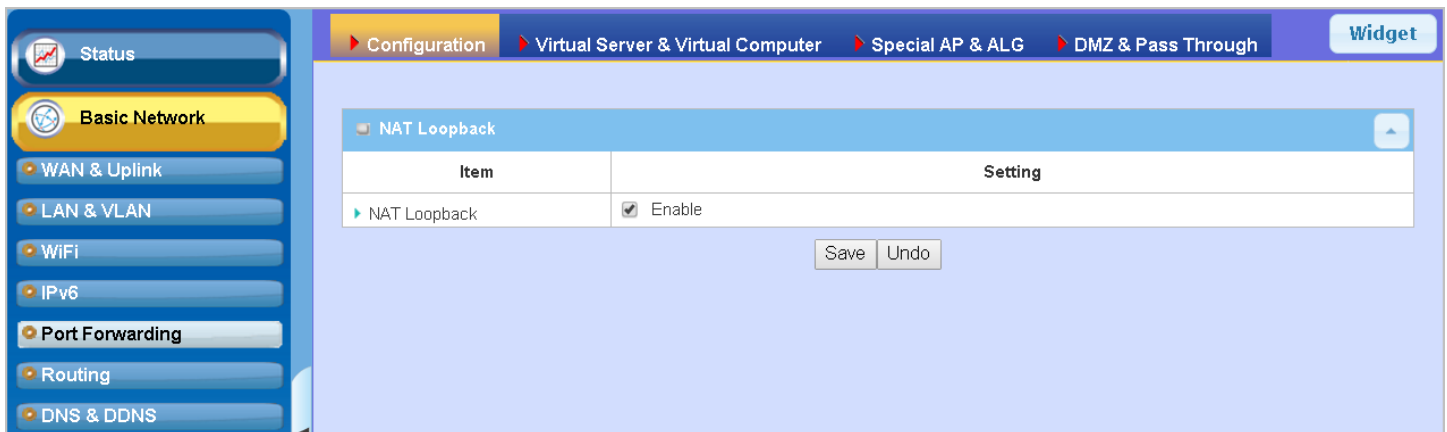 Status
Basic Network
WAN & Uplink
LAN & VLAN
WiFi
IPv6
Port Forwarding
Routing
DNS & DDNS
Configuration Virtual Server & Virtual Computer Special AP & ALG DMZ & Pass Through
Widget
NAT Loopback
Item Setting
NAT Loopback Enable
Save Undo